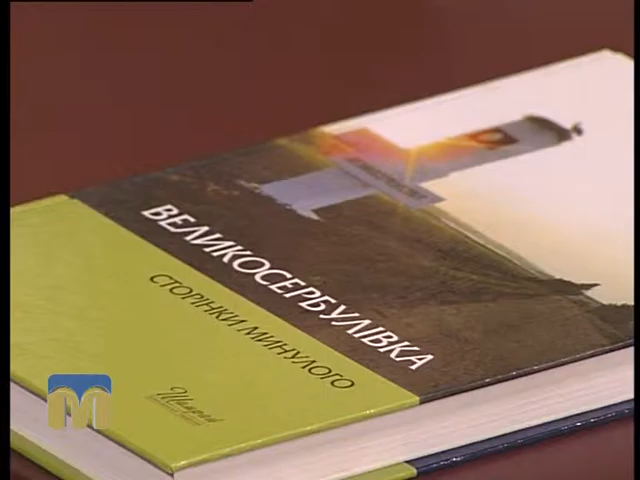 ВЕЛИКОСЕРБУЛІВКА
СТОРІНКИ МИНУЛОГО